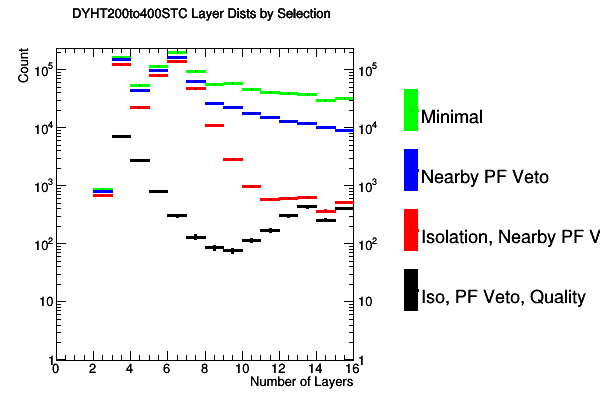 DYHT200to400STC Layer Dists by Selection
Count
10^5 10^5
10^4 10^4
10^3 10^3
10^2 10^2
10 10
1 1
0 2 4 6 8 10 12 14 16
Number of Layers
Minimal
Nearby PF Veto
Isolation, Nearby PF V
Iso, PF Veto, Quality